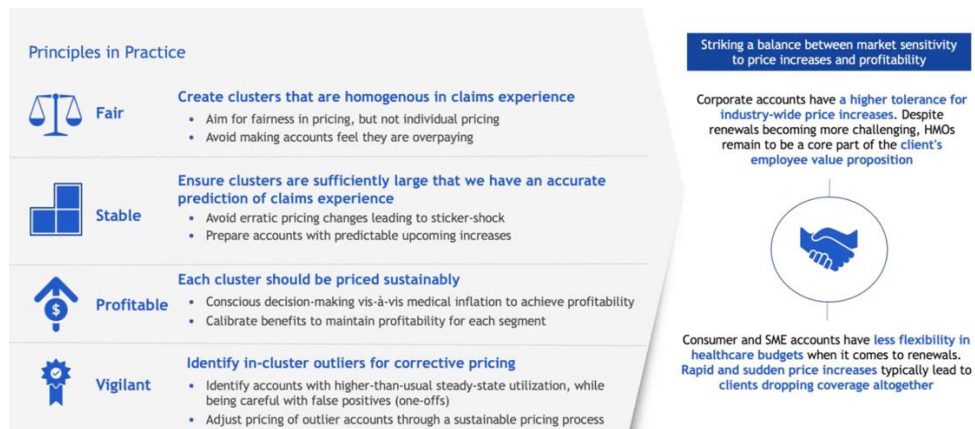 Principles in Practice
Fair
Create clusters that are homogenous in claims experience
• Aim for fairness in pricing, but not individual pricing
• Avoid making accounts feel they are overpaying
Stable
Ensure clusters are sufficiently large that we have an accurate
prediction of claims experience
• Avoid erratic pricing changes leading to sticker-shock
• Prepare accounts with predictable upcoming increases
Profitable
Each cluster should be priced sustainably
• Conscious decision-making vis-à-vis medical inflation to achieve profitability
• Calibrate benefits to maintain profitability for each segment
Vigilant
Identify in-cluster outliers for corrective pricing
• Identify accounts with higher-than-usual steady-state utilization, while
being careful with false positives (one-offs)
• Adjust pricing of outlier accounts through a sustainable pricing process
Striking a balance between market sensitivity
to price increases and profitability
Corporate accounts have a higher tolerance for
industry-wide price increases. Despite
renewals becoming more challenging, HMOs
remain to be a core part of the client's
employee value proposition
Consumer and SME accounts have less flexibility in
healthcare budgets when it comes to renewals.
Rapid and sudden price increases typically lead to
clients dropping coverage altogether